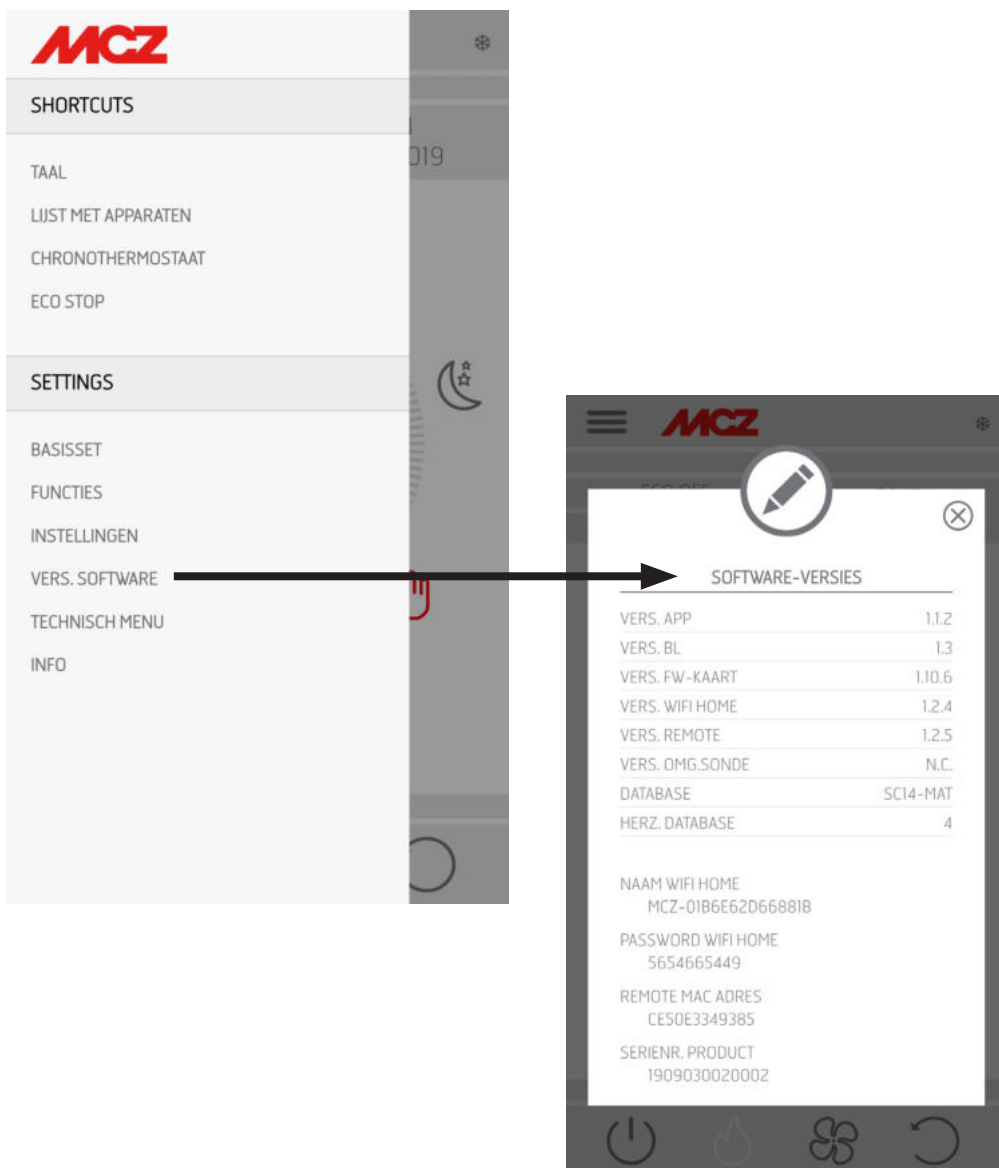 MCZ
SHORTCUTS
019
TAAL
LIJST MET APPARATEN
CHRONOTHERMOSTAAT
ECO STOP
SETTINGS
BASISSET
FUNCTIES
INSTELLINGEN
VERS. SOFTWARE
TECHNISCH MENU
INFO
MCZ
SOFTWARE-VERSIES
VERS. APP 1.1.2
VERS. BL 1.3
VERS. FW-KAART 1.10.6
VERS. WIFI HOME 1.2.4
VERS. REMOTE 1.2.5
VERS. OMG.SONDE N.C.
DATABASE SC14-MAT
HERZ. DATABASE 4
NAAM WIFI HOME
MCZ-01B6E62D66881B
PASSWORD WIFI HOME
5654665449
REMOTE MAC ADRES
CE50E3349385
SERIENR. PRODUCT
1909030020002